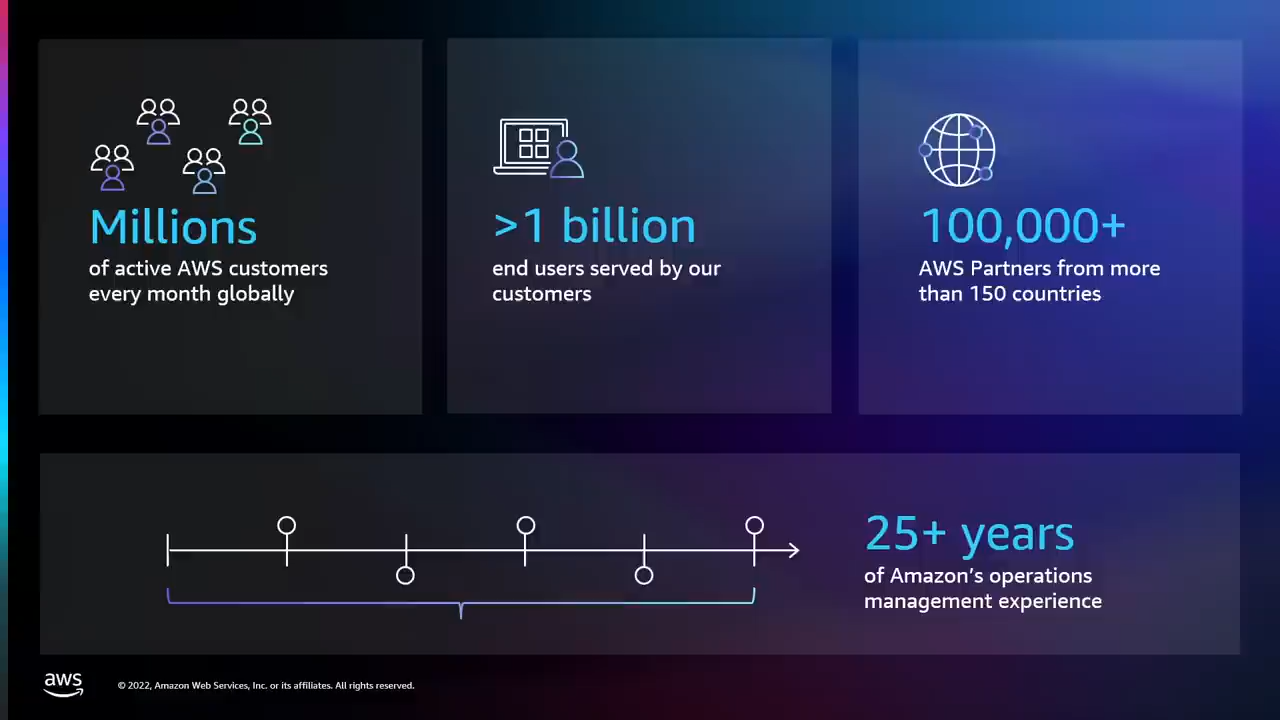 Millions
of active AWS customers
every month globally
>1 billion
end users served by our
customers
100,000+
AWS Partners from more
than 150 countries
25+ years
of Amazon’s operations
management experience
aws
© 2022, Amazon Web Services, Inc. or its affiliates. All rights reserved.